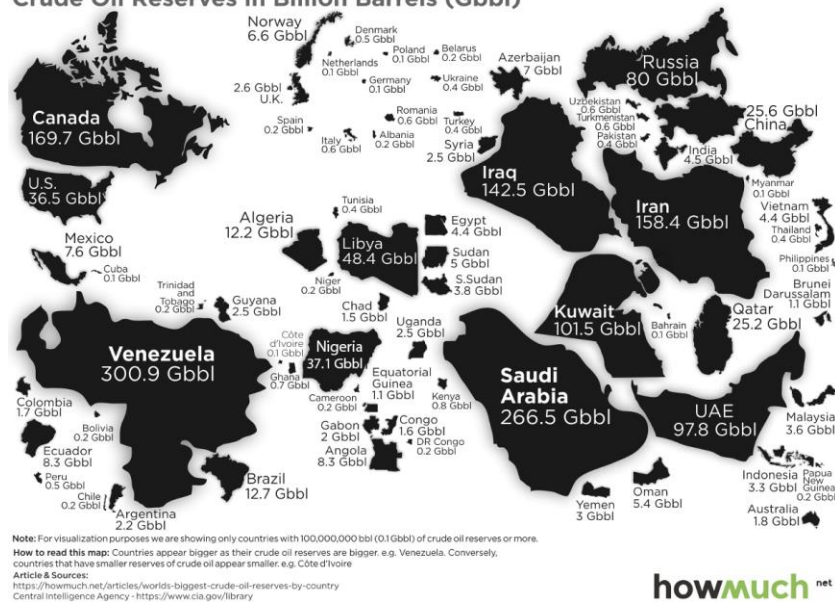 Crude Oil Reserves in Billion Barrels (Gbbl)
Norway
6.6 Gbbl
Denmark
0.5 Gbbl
Netherlands
0.1 Gbbl
Poland
0.1 Gbbl
Belarus
0.2 Gbbl
Azerbaijan
7 Gbbl
Russia
80 Gbbl
Canada
169.7 Gbbl
2.6 Gbbl
U.K.
Germany
0.1 Gbbl
Ukraine
0.4 Gbbl
Spain
0.2 Gbbl
Italy
0.6 Gbbl
Romania
0.6 Gbbl
Albania
0.2 Gbbl
Turkey
0.4 Gbbl
Syria
2.5 Gbbl
Uzbekistan
0.6 Gbbl
Turkmenistan
0.6 Gbbl
Pakistan
0.4 Gbbl
25.6 Gbbl
China
India
4.5 Gbbl
U.S.
36.5 Gbbl
Iraq
142.5 Gbbl
Iran
158.4 Gbbl
Myanmar
0.1 Gbbl
Vietnam
4.4 Gbbl
Thailand
0.4 Gbbl
Philippines
0.1 Gbbl
Mexico
7.6 Gbbl
Cuba
0.1 Gbbl
Algeria
12.2 Gbbl
Tunisia
0.4 Gbbl
Libya
48.4 Gbbl
Egypt
4.4 Gbbl
Sudan
5 Gbbl
S.Sudan
3.8 Gbbl
Niger
0.2 Gbbl
Chad
1.5 Gbbl
Trinidad
and
Tobago
0.2 Gbbl
Guyana
2.5 Gbbl
Kuwait
101.5 Gbbl
Bahrain
0.1 Gbbl
Qatar
25.2 Gbbl
Brunei
Darussalam
1.1 Gbbl
Venezuela
300.9 Gbbl
Côte
d'Ivoire
0.1 Gbbl
Ghana
0.7 Gbbl
Nigeria
37.1 Gbbl
Uganda
2.5 Gbbl
Cameroon
0.2 Gbbl
Equatorial
Guinea
1.1 Gbbl
Kenya
0.8 Gbbl
Saudi
Arabia
266.5 Gbbl
UAE
97.8 Gbbl
Malaysia
3.6 Gbbl
Colombia
1.7 Gbbl
Bolivia
0.2 Gbbl
Ecuador
8.3 Gbbl
Peru
0.5 Gbbl
Chile
0.2 Gbbl
Argentina
2.2 Gbbl
Brazil
12.7 Gbbl
Gabon
2 Gbbl
Congo
1.6 Gbbl
DR Congo
0.2 Gbbl
Angola
8.3 Gbbl
Yemen
3 Gbbl
Oman
5.4 Gbbl
Indonesia
3.3 Gbbl
Papua
New
Guinea
0.2 Gbbl
Australia
1.8 Gbbl
Note: For visualization purposes we are showing only countries with 100,000,000 bbl (0.1Gbbl) of crude oil reserves or more.
How to read this map: Countries appear bigger as their crude oil reserves are bigger. e.g. Venezuela. Conversely,
countries that have smaller reserves of crude oil appear smaller. e.g. Côte d'Ivoire
Article & Sources:
https://howmuch.net/articles/worlds-biggest-crude-oil-reserves-by-country
Central Intelligence Agency - https://www.cia.gov/library
howmuch net